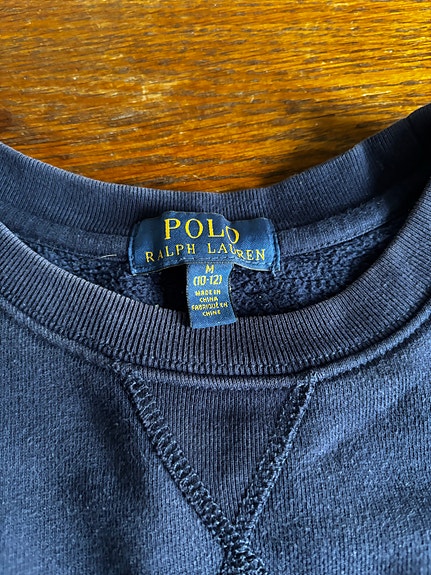 POLO
RALPH LAUREN
M
(10-12)
MADE IN
CHINA
FABRIQUÉ EN
CHINE